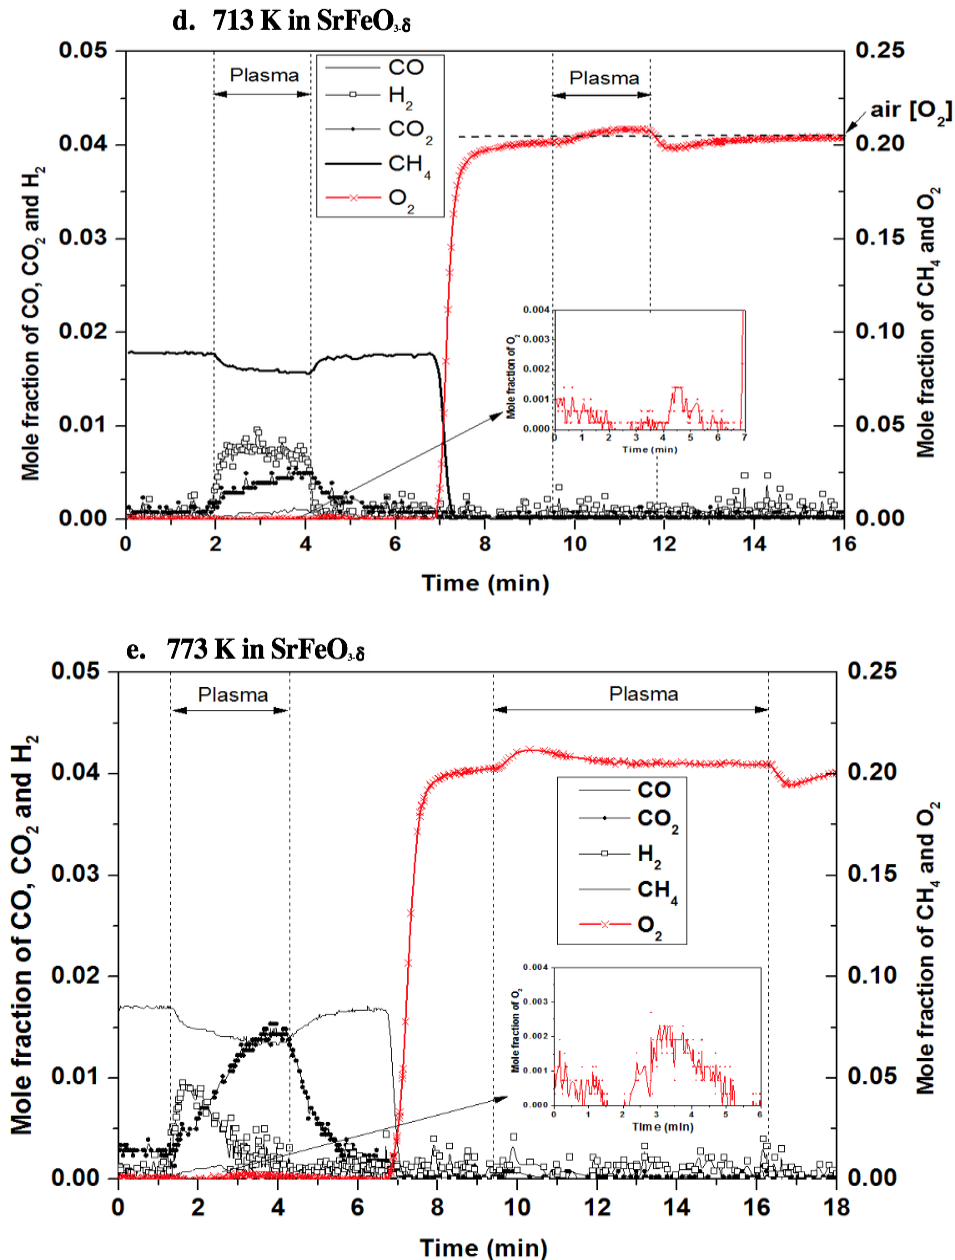 d. 713 K in SrFeO3-δ
0.05
0.04
0.03
0.02
0.01
0.00
Mole fraction of CO, CO2 and H2
0.25
0.20
0.15
0.10
0.05
0.00
Mole fraction of CH4 and O2
Plasma
Plasma
CO
H2
CO2
CH4
O2
air [O2]
0.004
0.003
0.002
0.001
0.000
Mole fraction of O2
0 1 2 3 4 5 6 7
Time (min)
0 2 4 6 8 10 12 14 16
Time (min)
e. 773 K in SrFeO3-δ
0.05
0.04
0.03
0.02
0.01
0.00
Mole fraction of CO, CO2 and H2
0.25
0.20
0.15
0.10
0.05
0.00
Mole fraction of CH4 and O2
Plasma
Plasma
CO
CO2
H2
CH4
O2
0.004
0.003
0.002
0.001
0.000
Mole fraction of O2
0 1 2 3 4 5 6
Time (min)
0 2 4 6 8 10 12 14 16 18
Time (min)